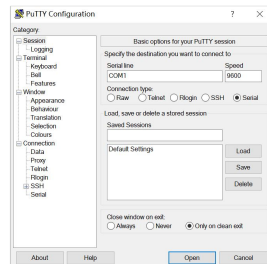 PuTTY Configuration
Category:
Session
Logging
Terminal
Keyboard
Bell
Features
Window
Appearance
Behaviour
Translation
Selection
Colours
Connection
Data
Proxy
Telnet
Rlogin
SSH
Serial
Basic options for your PuTTY session
Specify the destination you want to connect to
Serial line Speed
COM1 9600
Connection type:
Raw Telnet Rlogin SSH Serial
Load, save or delete a stored session
Saved Sessions
Default Settings
Load
Save
Delete
Close window on exit:
Always Never Only on clean exit
About Help Open Cancel